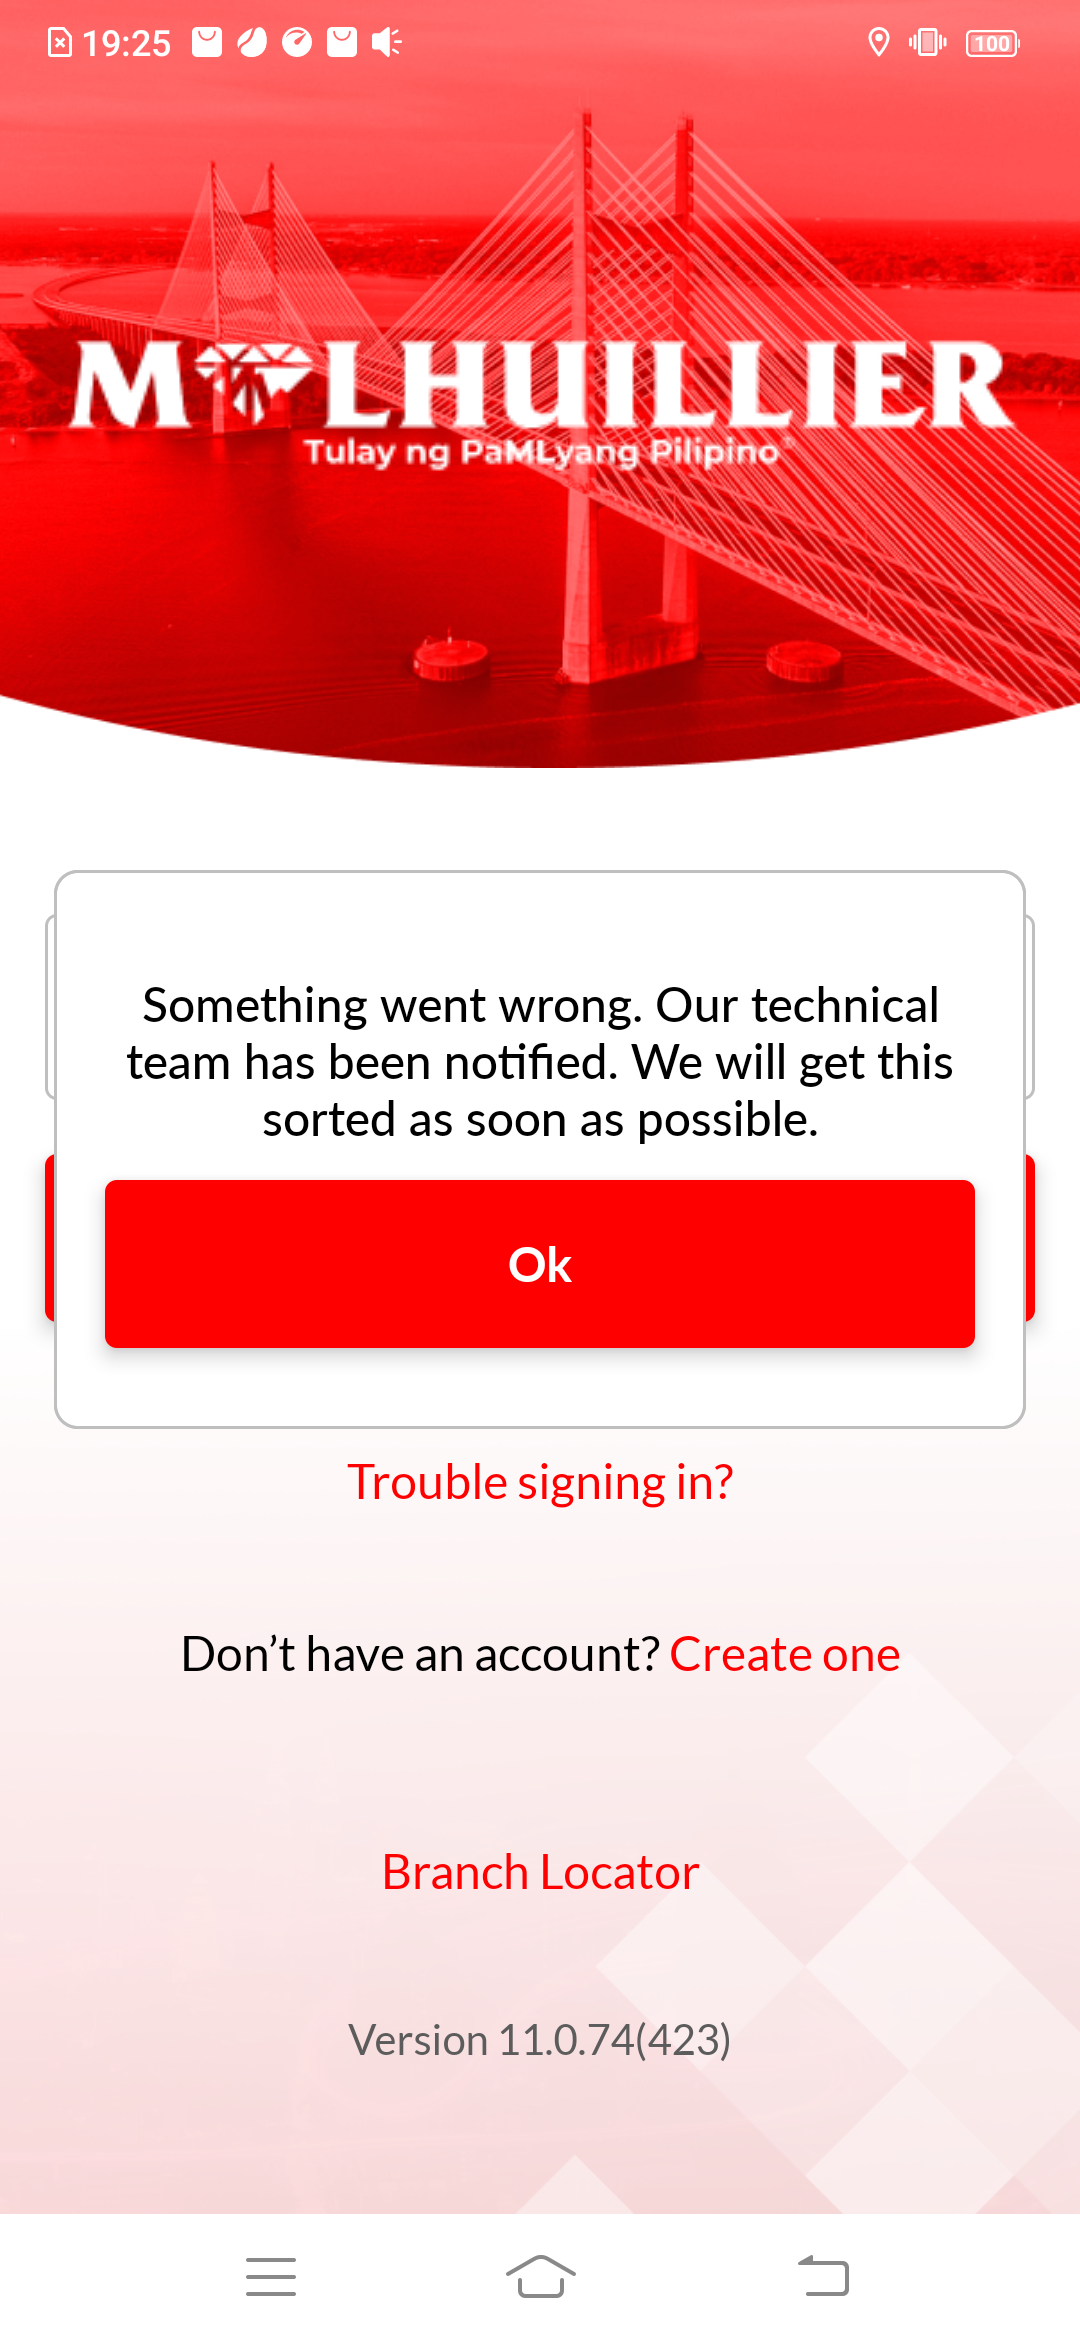 19:25
100
M LHUILLIER
Tulay ng PaMLyang Pilipino
Something went wrong. Our technical
team has been notified. We will get this
sorted as soon as possible.
Ok
Trouble signing in?
Don’t have an account? Create one
Branch Locator
Version 11.0.74(423)